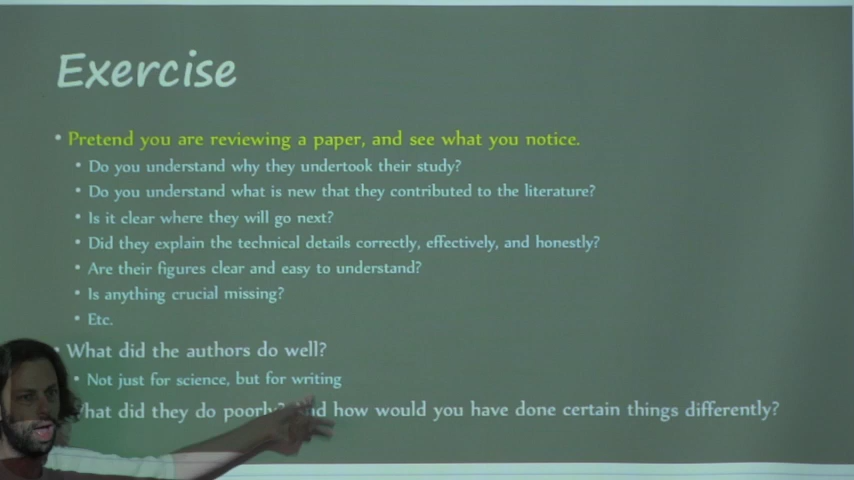 Exercise
• Pretend you are reviewing a paper, and see what you notice.
• Do you understand why they undertook their study?
• Do you understand what is new that they contributed to the literature?
• Is it clear where they will go next?
• Did they explain the technical details correctly, effectively, and honestly?
• Are their figures clear and easy to understand?
• Is anything crucial missing?
• Etc.
• What did the authors do well?
• Not just for science, but for writing
did they do poorly? how would you have done certain things differently?